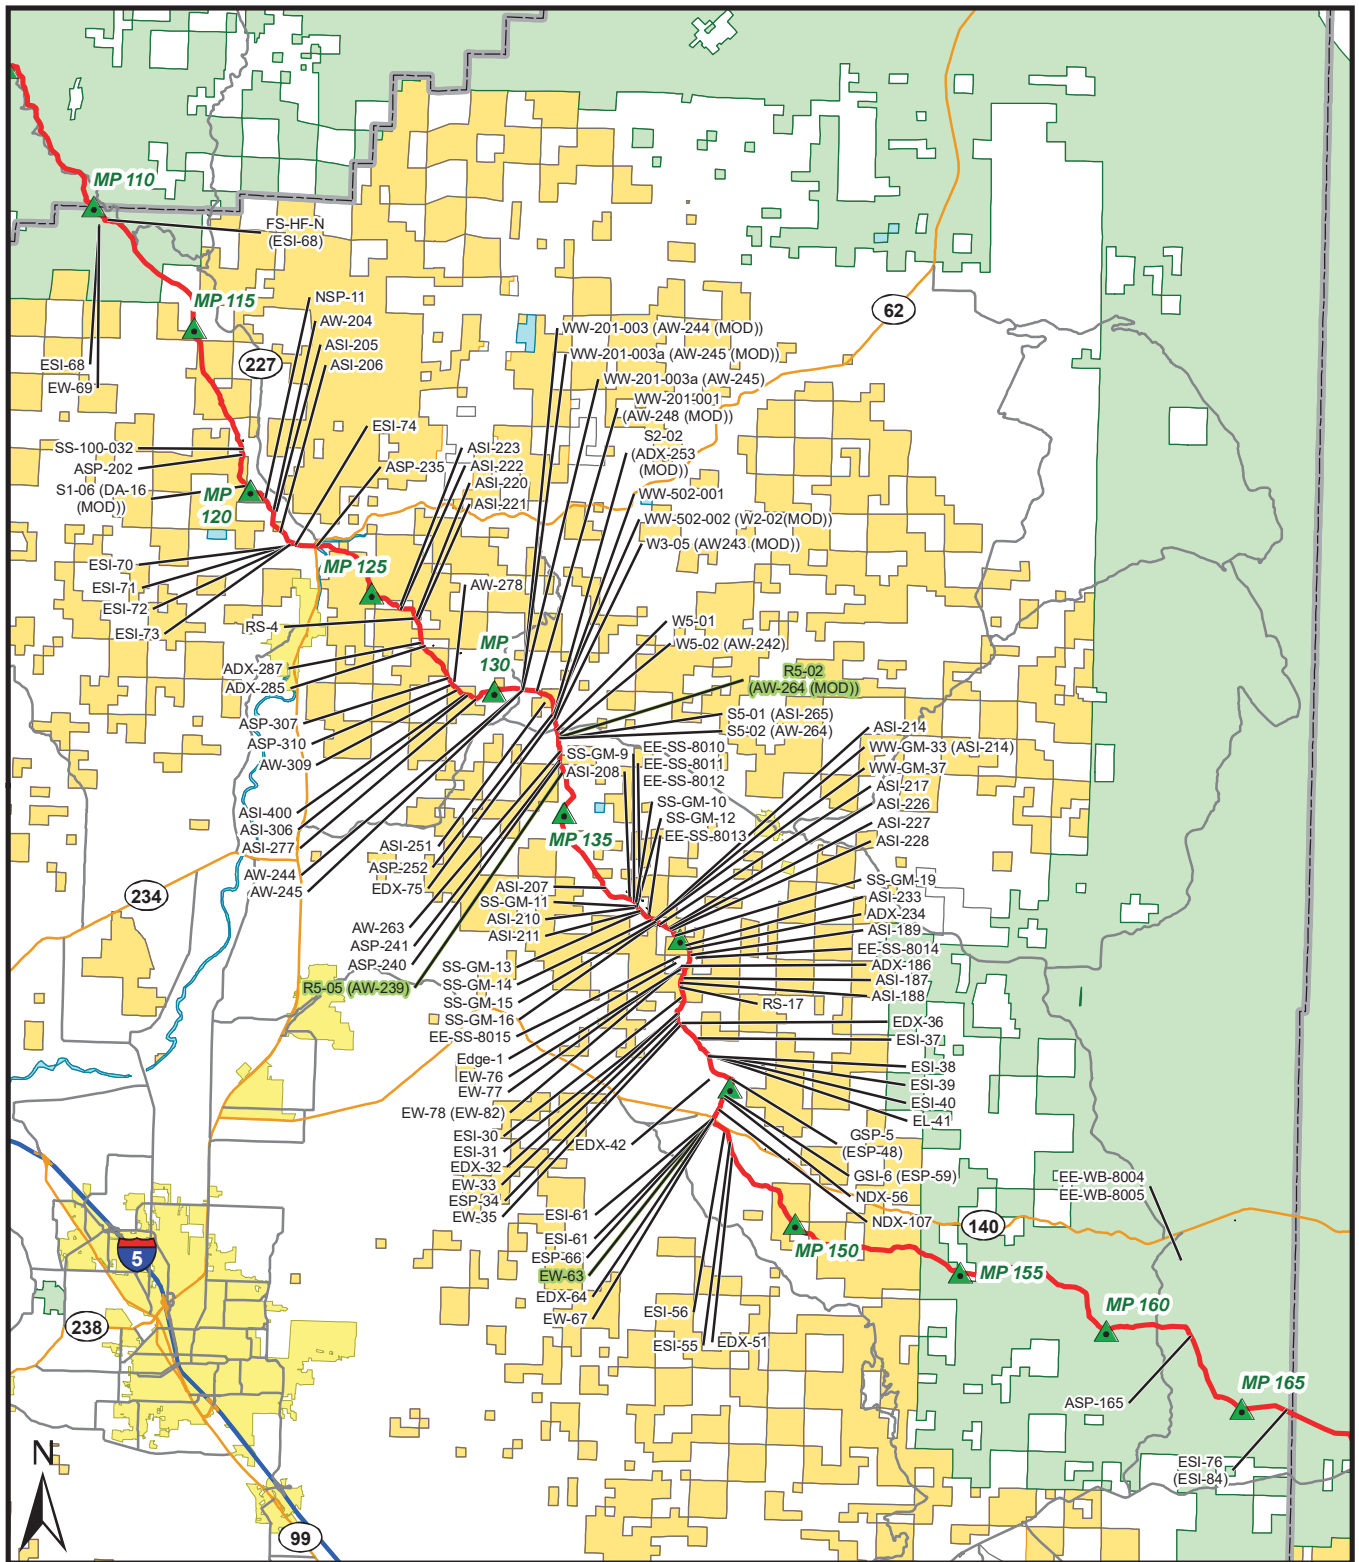 MP 110
FS-HF-N
(ESI-68)
MP 115
NSP-11
AW-204
ASI-205
ASI-206
62
WW-201-003 (AW-244 (MOD))
WW-201-003a (AW-245 (MOD))
WW-201-003a (AW-245)
WW-201-001
(AW-248 (MOD))
S2-02
(ADX-253
(MOD))
WW-502-001
WW-502-002 (W2-02(MOD))
W3-05 (AW243 (MOD))
ESI-68
EW-69
227
ESI-74
ASP-235
ASI-223
ASI-222
ASI-220
ASI-221
SS-100-032
ASP-202
S1-06 (DA-16
(MOD))
MP
120
ESI-70
ESI-71
ESI-72
ESI-73
MP 125
AW-278
RS-4
MP
130
W5-01
W5-02 (AW-242)
R5-02
(AW-264 (MOD))
S5-01 (ASI-265)
S5-02 (AW-264)
ADX-287
ADX-285
ASP-307
ASP-310
AW-309
ASI-400
ASI-306
ASI-277
AW-244
AW-245
SS-GM-9
ASI-208
EE-SS-8010
EE-SS-8011
EE-SS-8012
SS-GM-10
SS-GM-12
EE-SS-8013
ASI-214
WW-GM-33 (ASI-214)
WW-GM-37
ASI-217
ASI-226
ASI-227
ASI-228
MP 135
ASI-251
ASP-252
EDX-75
234
AW-263
ASP-241
ASP-240
R5-05 (AW-239)
ASI-207
SS-GM-11
ASI-210
ASI-211
SS-GM-13
SS-GM-14
SS-GM-15
SS-GM-16
EE-SS-8015
SS-GM-19
ASI-233
ADX-234
ASI-189
EE-SS-8014
ADX-186
ASI-187
ASI-188
RS-17
EDX-36
ESI-37
ESI-38
ESI-39
ESI-40
EL-41
Edge-1
EW-76
EW-77
EW-78 (EW-82)
ESI-30
ESI-31
EDX-32
EW-33
ESP-34
EW-35
EDX-42
GSP-5
(ESP-48)
GSI-6 (ESP-59)
NDX-56
NDX-107
ESI-61
ESI-61
ESP-66
EW-63
EDX-64
EW-67
ESI-56
ESI-55
EDX-51
MP 150
140
EE-WB-8004
EE-WB-8005
MP 155
MP 160
MP 165
ASP-165
ESI-76
(ESI-84)
5
238
99
N